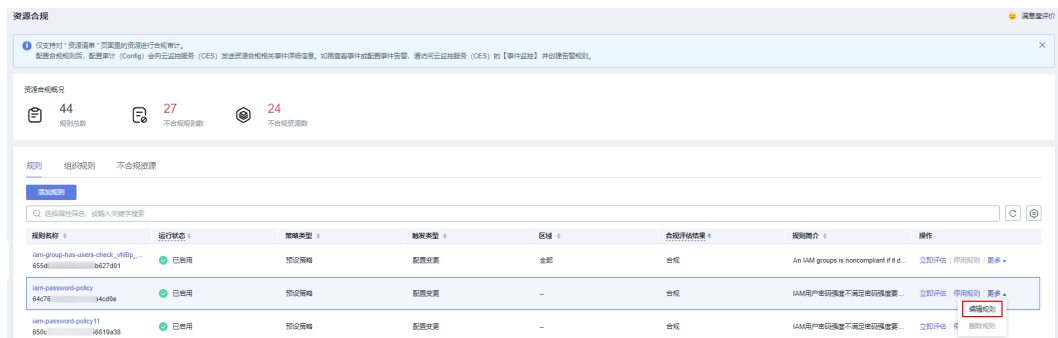 资源合规
满意度评价
仅支持对“资源清单”页面里的资源进行合规审计。
配置合规规则后，配置审计（Config）会向云监控服务（CES）发送资源合规相关事件详细信息。如需查看事件或配置事件告警，请访问云监控服务（CES）的【事件监控】并创建告警规则。
资源合规概况
44 27 24
规则总数 不合规规则数 不合规资源数
规则 组织规则 不合规资源
添加规则
选择属性筛选，或输入关键字搜索
规则名称 运行状态 策略类型 触发类型 区域 合规评估结果 规则简介 操作
iam-group-has-users-check_vNBp_... 已启用 预设策略 配置变更 全部 合规 An IAM groups is noncompliant if it d... 立即评估 停用规则 更多
655d b627d01
iam-password-policy 已启用 预设策略 配置变更 -- 合规 IAM用户密码强度不满足密码强度要... 立即评估 停用规则 更多
64c76 4cd0e
编辑规则
iam-password-policy11 已启用 预设策略 配置变更 -- 合规 IAM用户密码强度不满足密码强度要... 立即评估
650c 56819a38
删除规则